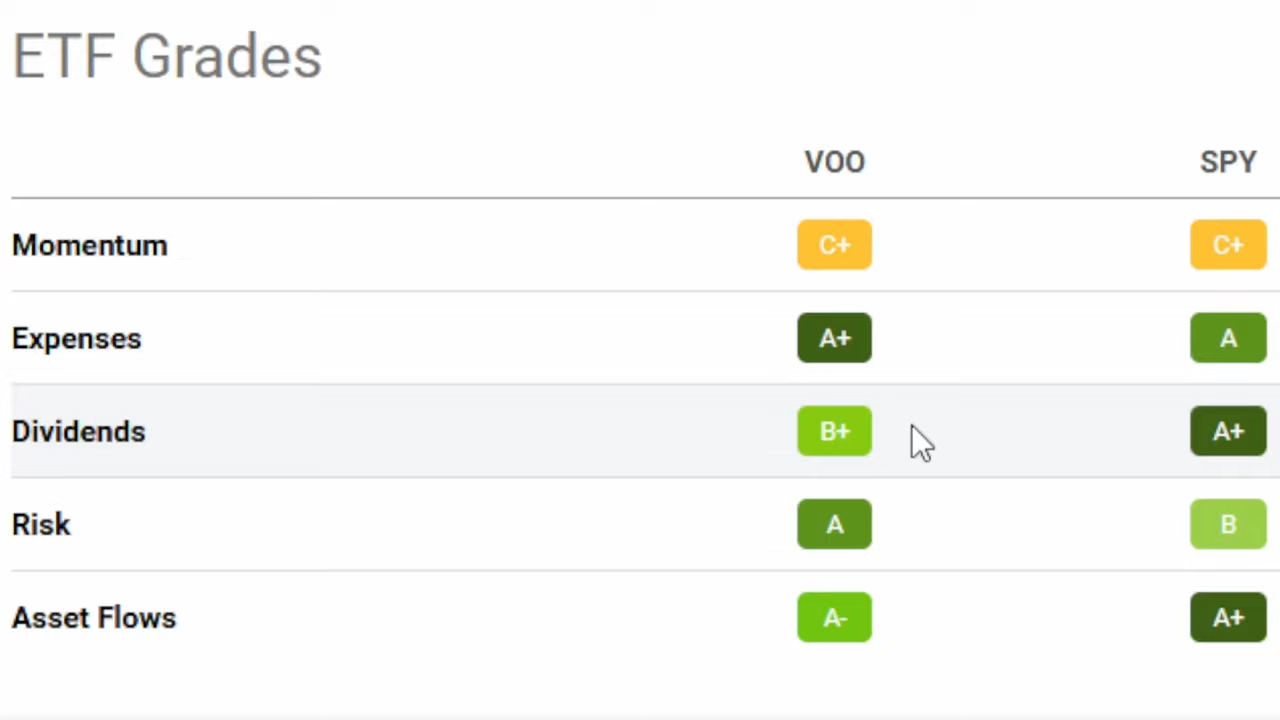 ETF Grades
VOO SPY
Momentum C+ C+
Expenses A+ A
Dividends B+ A+
Risk A B
Asset Flows A- A+